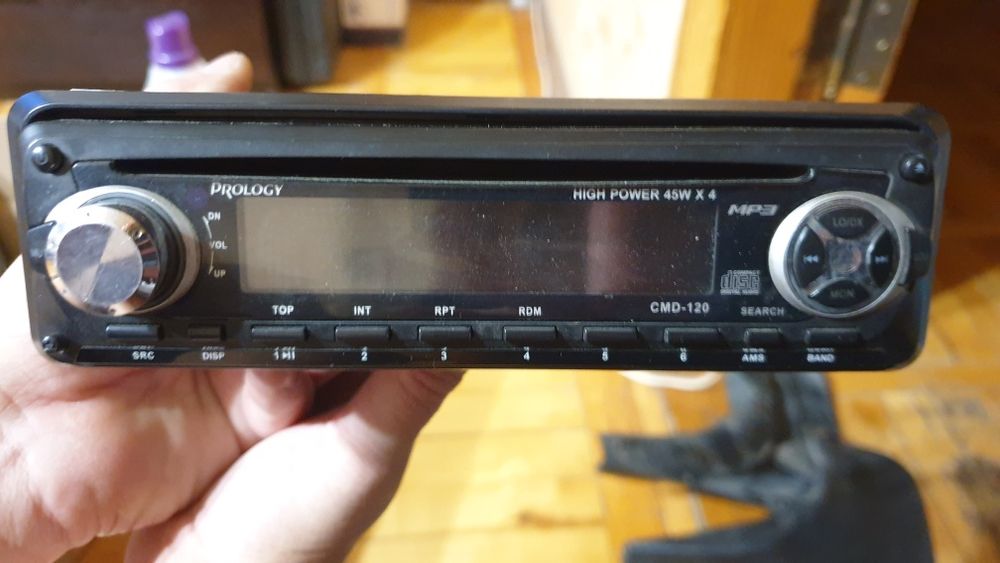 PROLOGY
HIGH POWER 45W X 4
MP3
DN
VOL
UP
LO/DX
MON
COMPACT
disc
DIGITAL AUDIO
CMD-120
SEARCH
TOP INT RPT RDM
SRC DISP 1 2 3 4 5 6 AMS BAND